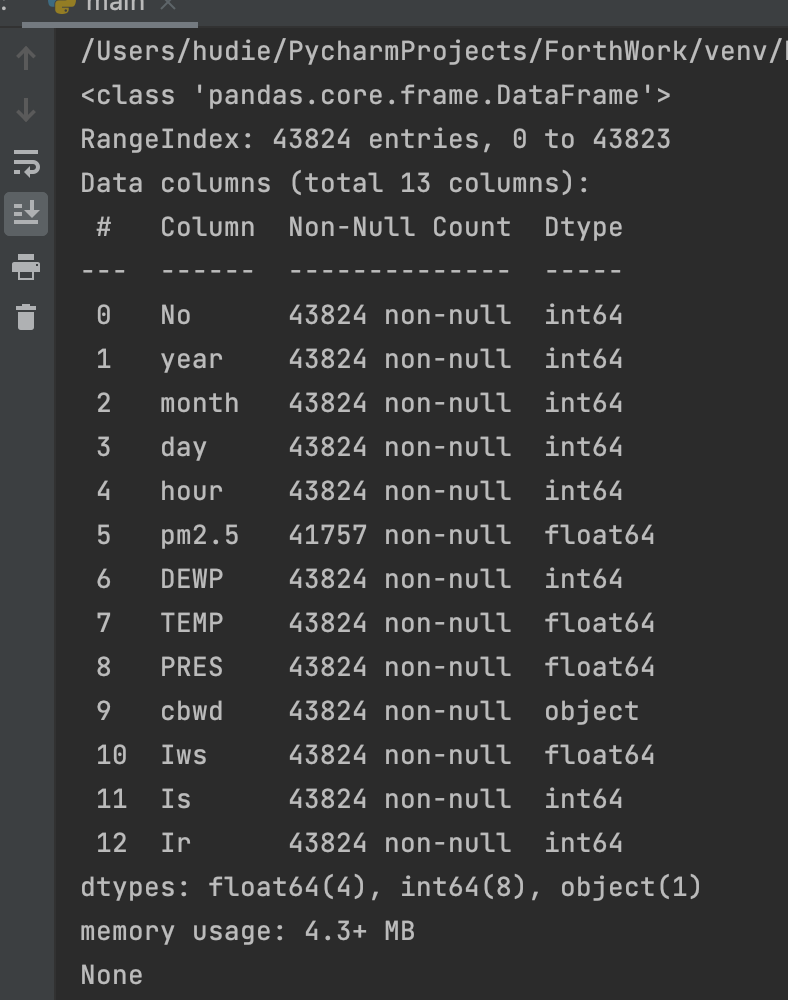 main
/Users/hudie/PycharmProjects/ForthWork/venv/
<class 'pandas.core.frame.DataFrame'>
RangeIndex: 43824 entries, 0 to 43823
Data columns (total 13 columns):
 #   Column  Non-Null Count  Dtype
---  ------  --------------  -----
 0   No      43824 non-null  int64
 1   year    43824 non-null  int64
 2   month   43824 non-null  int64
 3   day     43824 non-null  int64
 4   hour    43824 non-null  int64
 5   pm2.5   41757 non-null  float64
 6   DEWP    43824 non-null  int64
 7   TEMP    43824 non-null  float64
 8   PRES    43824 non-null  float64
 9   cbwd    43824 non-null  object
 10  Iws     43824 non-null  float64
 11  Is      43824 non-null  int64
 12  Ir      43824 non-null  int64
dtypes: float64(4), int64(8), object(1)
memory usage: 4.3+ MB
None